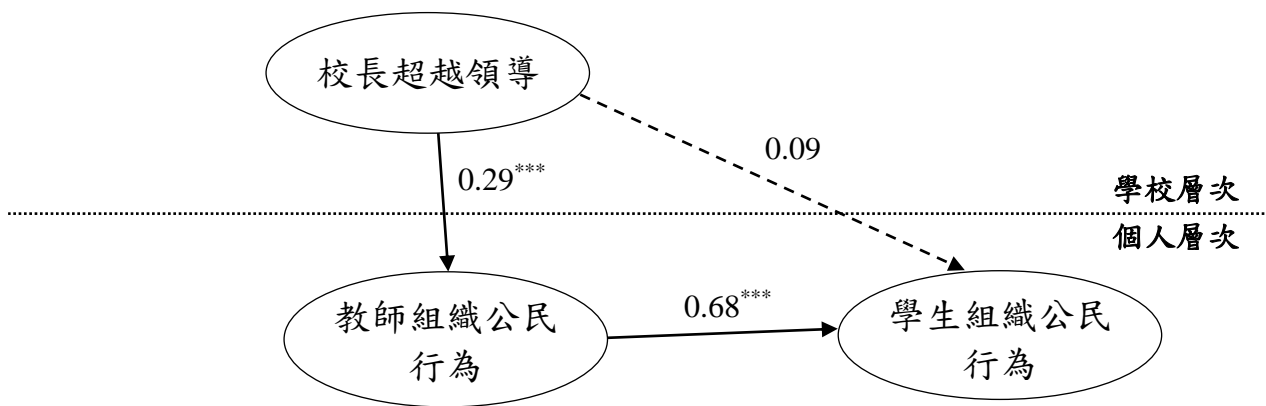 校長超越領導
0.09
0.29***
學校層次
個人層次
教師組織公民
行為
0.68***
學生組織公民
行為